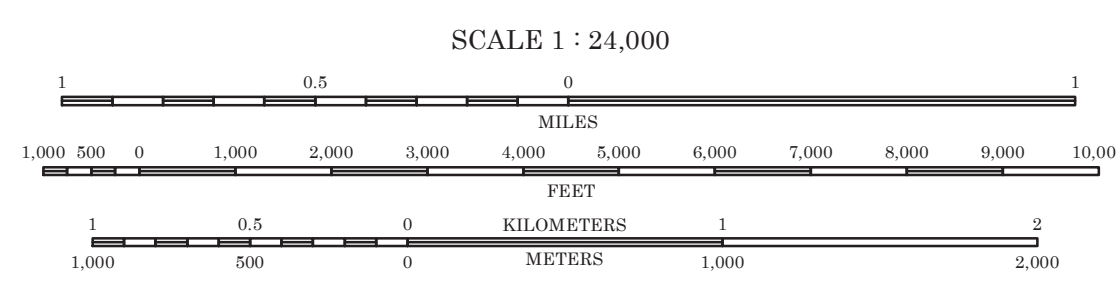 SCALE 1 : 24,000
1 0.5 0 1
MILES
1,000 500 0 1,000 2,000 3,000 4,000 5,000 6,000 7,000 8,000 9,000 10,00
FEET
1 0.5 0 KILOMETERS 1 2
1,000 500 0 METERS 1,000 2,000